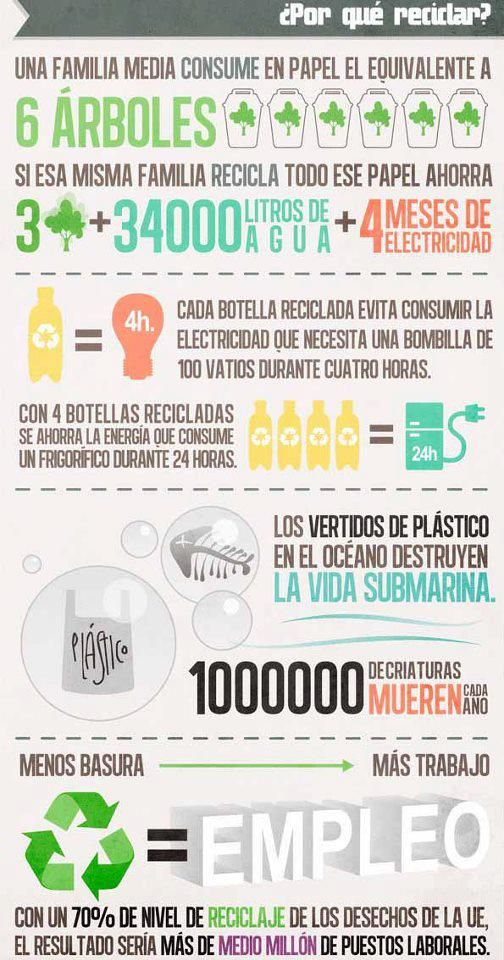 ¿Por qué reciclar?
UNA FAMILIA MEDIA CONSUME EN PAPEL EL EQUIVALENTE A
6 ÁRBOLES
SI ESA MISMA FAMILIA RECICLA TODO ESE PAPEL AHORRA
3 + 34000 LITROS DE AGUA + 4 MESES DE ELECTRICIDAD
= 4h.
CADA BOTELLA RECICLADA EVITA CONSUMIR LA
ELECTRICIDAD QUE NECESITA UNA BOMBILLA DE
100 VATIOS DURANTE CUATRO HORAS.
CON 4 BOTELLAS RECICLADAS
SE AHORRA LA ENERGÍA QUE CONSUME
UN FRIGORÍFICO DURANTE 24 HORAS.
= 24h
LOS VERTIDOS DE PLÁSTICO
EN EL OCÉANO DESTRUYEN
LA VIDA SUBMARINA.
PLÁSTICO
1000000 DE CRIATURAS MUEREN CADA AÑO
MENOS BASURA MÁS TRABAJO
= EMPLEO
CON UN 70% DE NIVEL DE RECICLAJE DE LOS DESECHOS DE LA UE,
EL RESULTADO SERÍA MÁS DE MEDIO MILLÓN DE PUESTOS LABORALES.